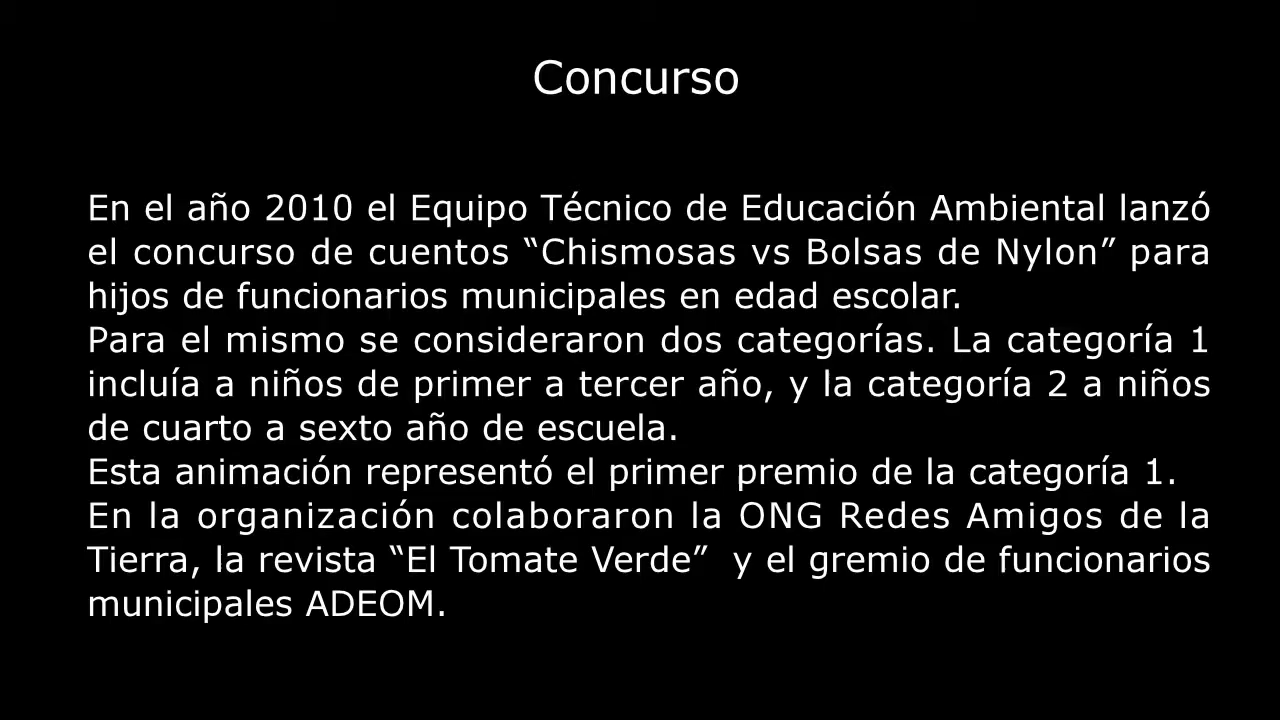 Concurso
En el año 2010 el Equipo Técnico de Educación Ambiental lanzó
el concurso de cuentos “Chismosas vs Bolsas de Nylon” para
hijos de funcionarios municipales en edad escolar.
Para el mismo se consideraron dos categorías. La categoría 1
incluía a niños de primer a tercer año, y la categoría 2 a niños
de cuarto a sexto año de escuela.
Esta animación representó el primer premio de la categoría 1.
En la organización colaboraron la ONG Redes Amigos de la
Tierra, la revista “El Tomate Verde”  y el gremio de funcionarios
municipales ADEOM.